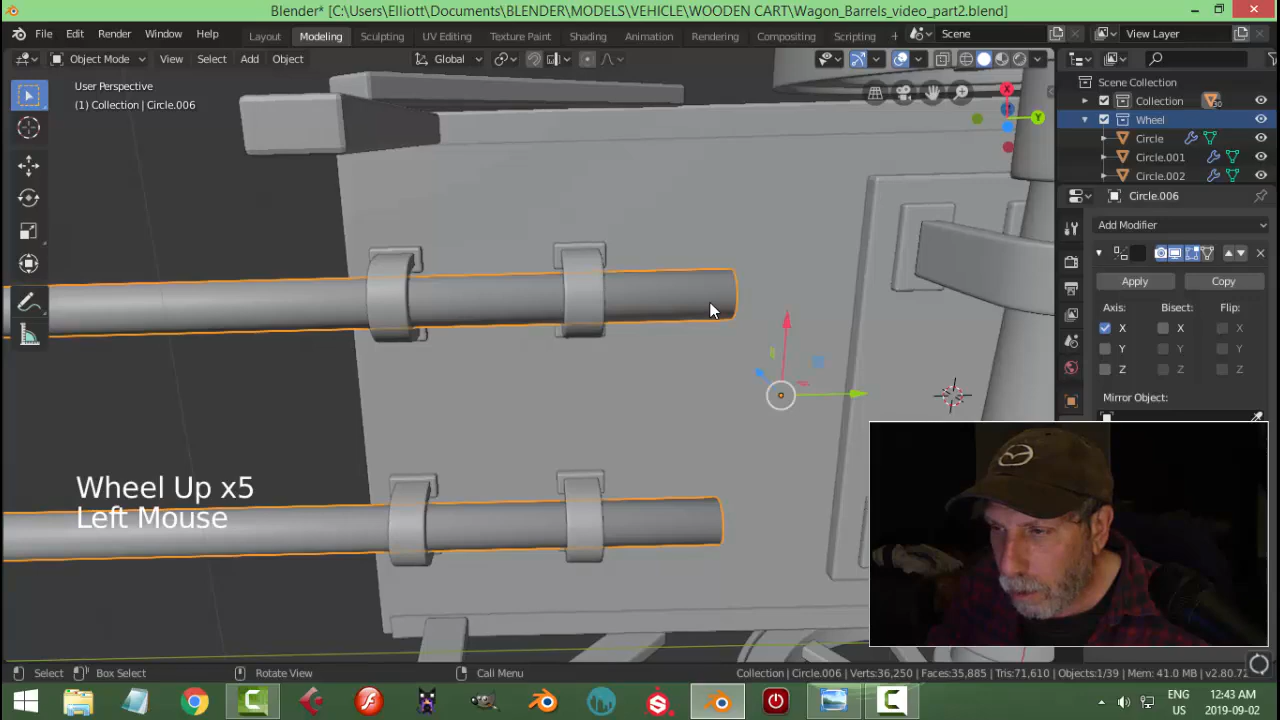 Blender* [C:\Users\Elliott\Documents\BLENDER\MODELS\VEHICLE\WOODEN CART\Wagon_Barrels_video_part2.blend]
File Edit Render Window Help Layout Modeling Sculpting UV Editing Texture Paint Shading Animation Rendering Compositing Scripting Scene View Layer
Object Mode View Select Add Object Global
User Perspective
(1) Collection | Circle.006
Scene Collection
Collection 30
Wheel
Circle
Circle.001
Circle.002
Circle.006
Add Modifier
Apply Copy
Axis: Bisect: Flip:
X X X
Y Y Y
Z Z Z
Mirror Object:
X
Y
Wheel Up x5
Left Mouse
Select Box Select Rotate View Call Menu Collection | Circle.006 | Verts:36,250 | Faces:35,885 | Tris:71,610 | Objects:1/39 | Mem: 41.0 MB | v2.80.7
ENG
US
12:43 AM
2019-09-02